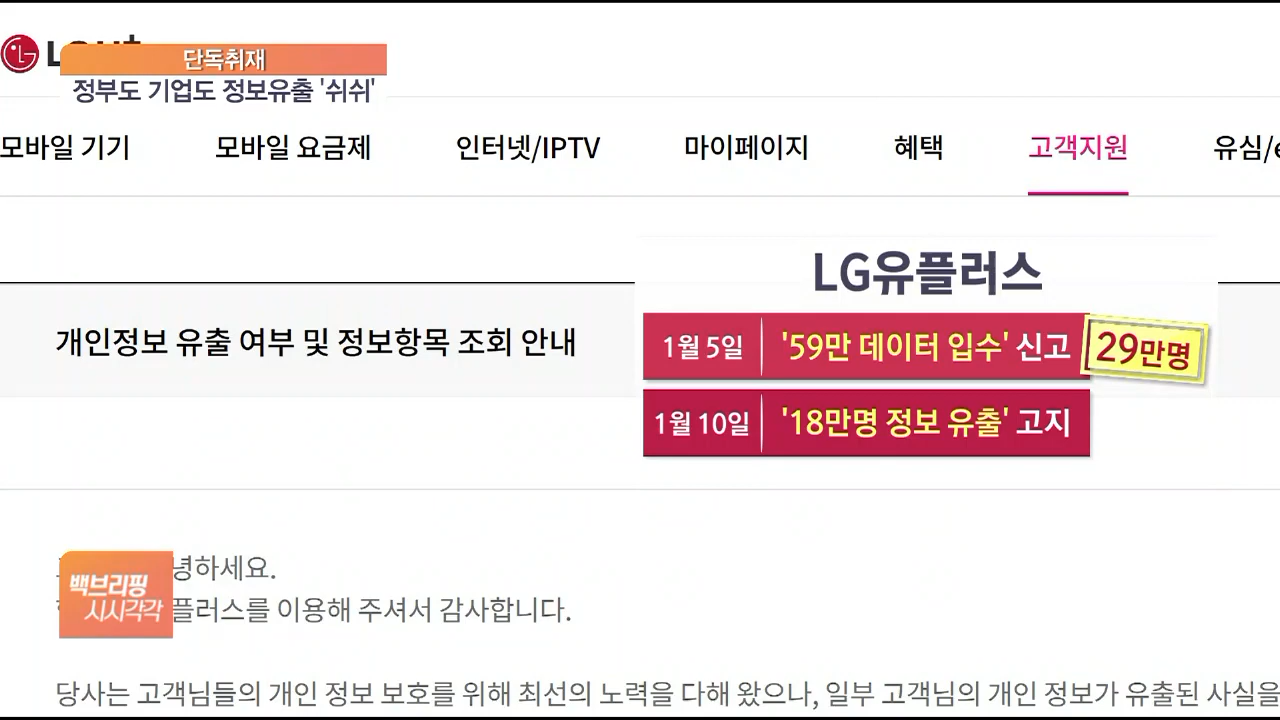 단독취재
정부도 기업도 정보유출 '쉬쉬'
모바일 기기 모바일 요금제 인터넷/IPTV 마이페이지 혜택 고객지원 유심/e
LG유플러스
개인정보 유출 여부 및 정보항목 조회 안내
1월 5일 '59만 데이터 입수' 신고 29만명
1월 10일 '18만명 정보 유출' 고지
녕하세요.
플러스를 이용해 주셔서 감사합니다.
백브리핑
시시각각
당사는 고객님들의 개인 정보 보호를 위해 최선의 노력을 다해 왔으나, 일부 고객님의 개인 정보가 유출된 사실을